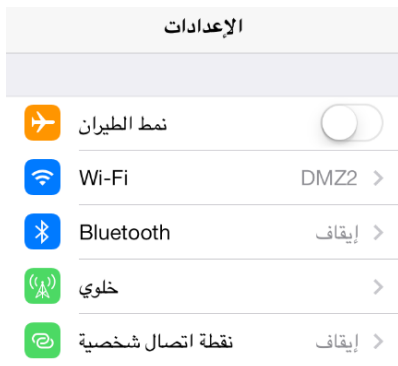 الإعدادات
نمط الطيران
Wi-Fi DMZ2
Bluetooth إيقاف
خلوي
نقطة اتصال شخصية إيقاف